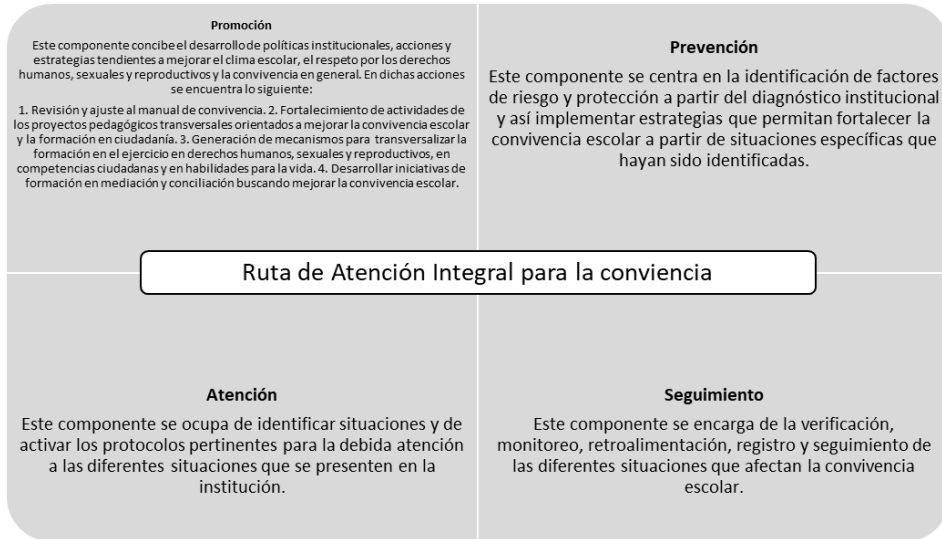 Promoción
Este componente concibe el desarrollo de políticas institucionales, acciones y
estrategias tendientes a mejorar el clima escolar, el respeto por los derechos
humanos, sexuales y reproductivos y la convivencia en general. En dichas acciones
se encuentra lo siguiente:
1. Revisión y ajuste al manual de convivencia. 2. Fortalecimiento de actividades de
los proyectos pedagógicos transversales orientados a mejorar la convivencia escolar
y la formación en ciudadanía. 3. Generación de mecanismos para transversalizar la
formación en el ejercicio en derechos humanos, sexuales y reproductivos, en
competencias ciudadanas y en habilidades para la vida. 4. Desarrollar iniciativas de
formación en mediación y conciliación buscando mejorar la convivencia escolar.
Prevención
Este componente se centra en la identificación de factores
de riesgo y protección a partir del diagnóstico institucional
y así implementar estrategias que permitan fortalecer la
convivencia escolar a partir de situaciones específicas que
hayan sido identificadas.
Ruta de Atención Integral para la conviencia
Atención
Este componente se ocupa de identificar situaciones y de
activar los protocolos pertinentes para la debida atención
a las diferentes situaciones que se presenten en la
institución.
Seguimiento
Este componente se encarga de la verificación,
monitoreo, retroalimentación, registro y seguimiento de
las diferentes situaciones que afectan la convivencia
escolar.